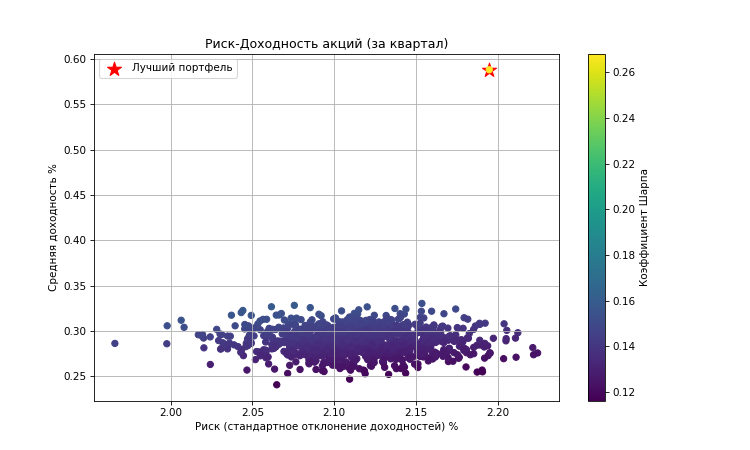 Риск-Доходность акций (за квартал)
Лучший портфель
0.60
0.55
0.50
0.45
0.40
0.35
0.30
0.25
Средняя доходность %
2.00 2.05 2.10 2.15 2.20
Риск (стандартное отклонение доходностей) %
0.26
0.24
0.22
0.20
0.18
0.16
0.14
0.12
Коэффициент Шарпа